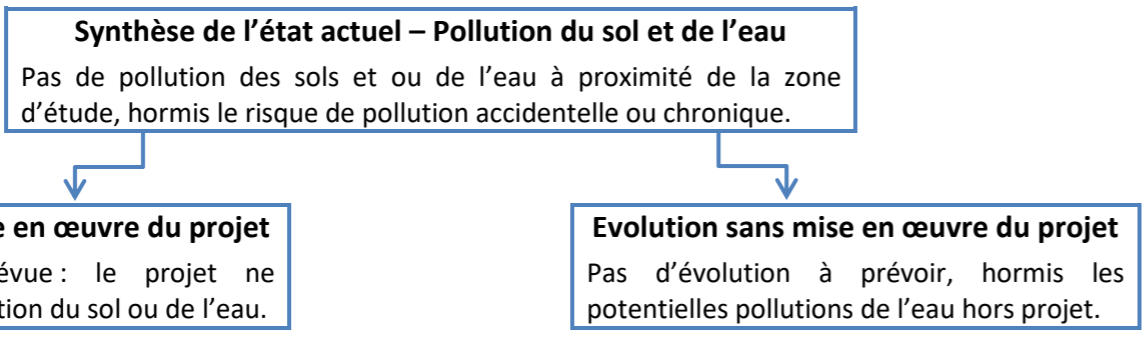 Synthèse de l’état actuel – Pollution du sol et de l’eau
Pas de pollution des sols et ou de l’eau à proximité de la zone
d’étude, hormis le risque de pollution accidentelle ou chronique.
en œuvre du projet
le projet ne
du sol ou de l’eau.
Evolution sans mise en œuvre du projet
Pas d’évolution à prévoir, hormis les
potentielles pollutions de l’eau hors projet.